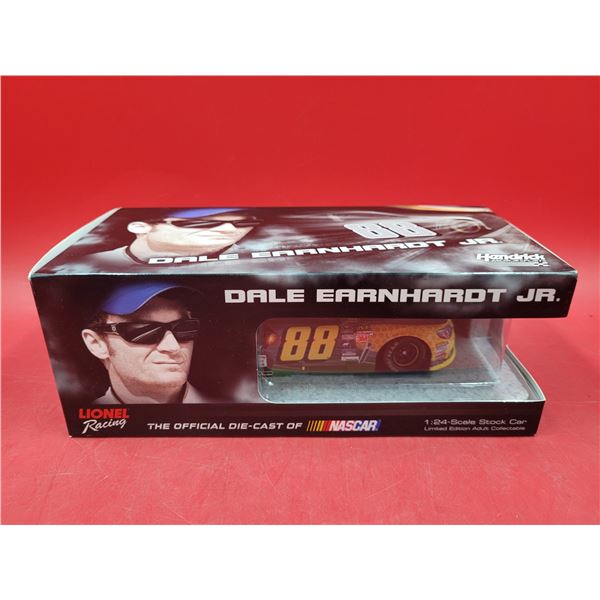 88
DALE EARNHARDT JR.
Hendrick
DALE EARNHARDT JR.
88
LIONEL
Racing
THE OFFICIAL DIE-CAST OF NASCAR
1:24-Scale Stock Car
Limited Edition Adult Collectable